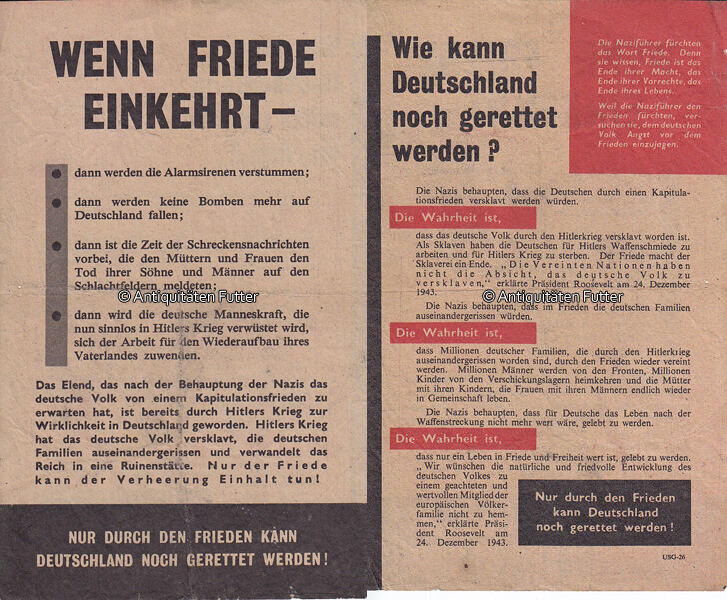 WENN FRIEDE
EINKEHRT—
dann werden die Alarmsirenen verstummen;
dann werden keine Bomben mehr auf
Deutschland fallen;
dann ist die Zeit der Schreckensnachrichten
vorbei, die den Müttern und Frauen den
Tod ihrer Söhne und Männer auf den
Schlachtfeldern meldeten;
© Antiquitäten Futter
dann wird die deutsche Manneskraft, die
nun sinnlos in Hitlers Krieg verwüstet wird,
sich der Arbeit für den Wiederaufbau ihres
Vaterlandes zuwenden.
Das Elend, das nach der Behauptung der Nazis das
deutsche Volk von einem Kapitulationsfrieden zu
erwarten hat, ist bereits durch Hitlers Krieg zur
Wirklichkeit in Deutschland geworden. Hitlers Krieg
hat das deutsche Volk versklavt, die deutschen
Familien auseinandergerissen und verwandelt das
Reich in eine Ruinenstätte. Nur der Friede
kann der Verheerung Einhalt tun!
NUR DURCH DEN FRIEDEN KANN
DEUTSCHLAND NOCH GERETTET WERDEN!
Wie kann
Deutschland
noch gerettet
werden?
Die Naziführer fürchten
das Wort Friede. Denn
sie wissen, Friede ist das
Ende ihrer Macht, das
Ende ihrer Vorrechte, das
Ende ihres Lebens.
Weil die Naziführer den
Frieden fürchten, ver-
suchen sie, dem deutschen
Volk Angst vor dem
Frieden einzujagen.
Die Nazis behaupten, dass die Deutschen durch einen Kapitula-
tionsfrieden versklavt werden würden.
Die Wahrheit ist,
dass das deutsche Volk durch den Hitlerkrieg versklavt worden ist.
Als Sklaven haben die Deutschen für Hitlers Waffenschmiede zu
arbeiten und für Hitlers Krieg zu sterben. Der Friede macht der
Sklaverei ein Ende. „Die Vereinten Nationen haben
nicht die Absicht, das deutsche Volk zu
versklaven,“ erklärte Präsident Roosevelt am 24. Dezember
1943.
© Antiquitäten Futter
Die Nazis behaupten, dass im Frieden die deutschen Familien
auseinandergerissen würden.
Die Wahrheit ist,
dass Millionen deutscher Familien, die durch den Hitlerkrieg
auseinandergerissen worden sind, durch den Frieden wieder vereint
werden. Millionen Männer werden von den Fronten, Millionen
Kinder von den Verschickungslagern heimkehren und die Mütter
mit ihren Kindern, die Frauen mit ihren Männern endlich wieder
in Gemeinschaft leben.
Die Nazis behaupten, dass für Deutsche das Leben nach der
Waffenstreckung nicht mehr wert wäre, gelebt zu werden.
Die Wahrheit ist,
dass nur ein Leben in Friede und Freiheit wert ist, gelebt zu werden.
„Wir wünschen die natürliche und friedvolle Entwicklung des
deutschen Volkes zu
einem geachteten und
wertvollen Mitglied der
europäischen Völker-
familie nicht zu hem-
men,“ erklärte Präsi-
dent Roosevelt am
24. Dezember 1943.
Nur durch den Frieden
kann Deutschland
noch gerettet werden!
USG-26